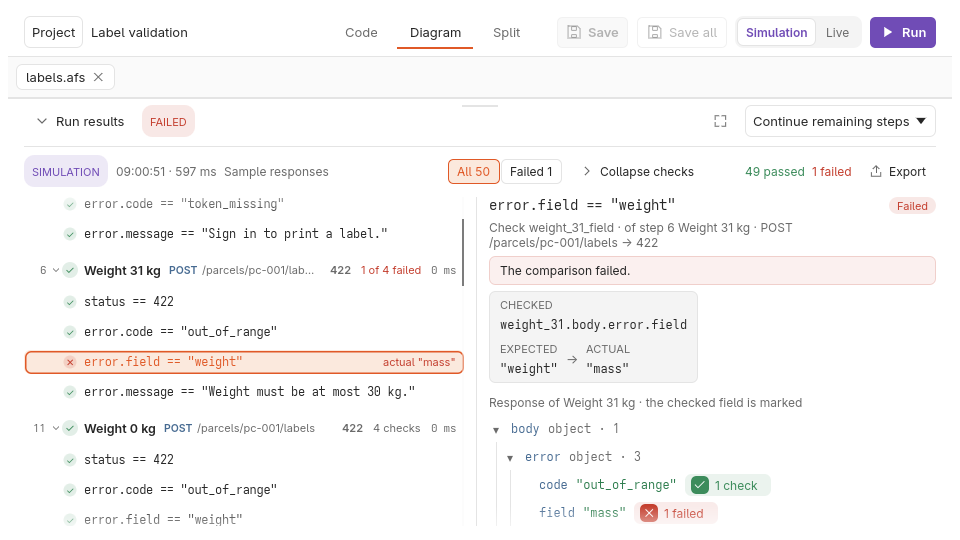 Project Label validation Code Diagram Split Save Save all Simulation Live Run
labels.afs
Run results FAILED Continue remaining steps
SIMULATION 09:00:51 · 597 ms Sample responses All 50 Failed 1 Collapse checks 49 passed 1 failed Export
error.code == "token_missing"
error.message == "Sign in to print a label."
6 Weight 31 kg POST /parcels/pc-001/lab... 422 1 of 4 failed 0 ms
status == 422
error.code == "out_of_range"
error.field == "weight" actual "mass"
error.message == "Weight must be at most 30 kg."
11 Weight 0 kg POST /parcels/pc-001/labels 422 4 checks 0 ms
status == 422
error.code == "out_of_range"
error.field == "weight"
error.field == "weight" Failed
Check weight_31_field · of step 6 Weight 31 kg · POST
/parcels/pc-001/labels → 422
The comparison failed.
CHECKED
weight_31.body.error.field
EXPECTED → ACTUAL
"weight" "mass"
Response of Weight 31 kg · the checked field is marked
body object · 1
error object · 3
code "out_of_range" 1 check
field "mass" 1 failed